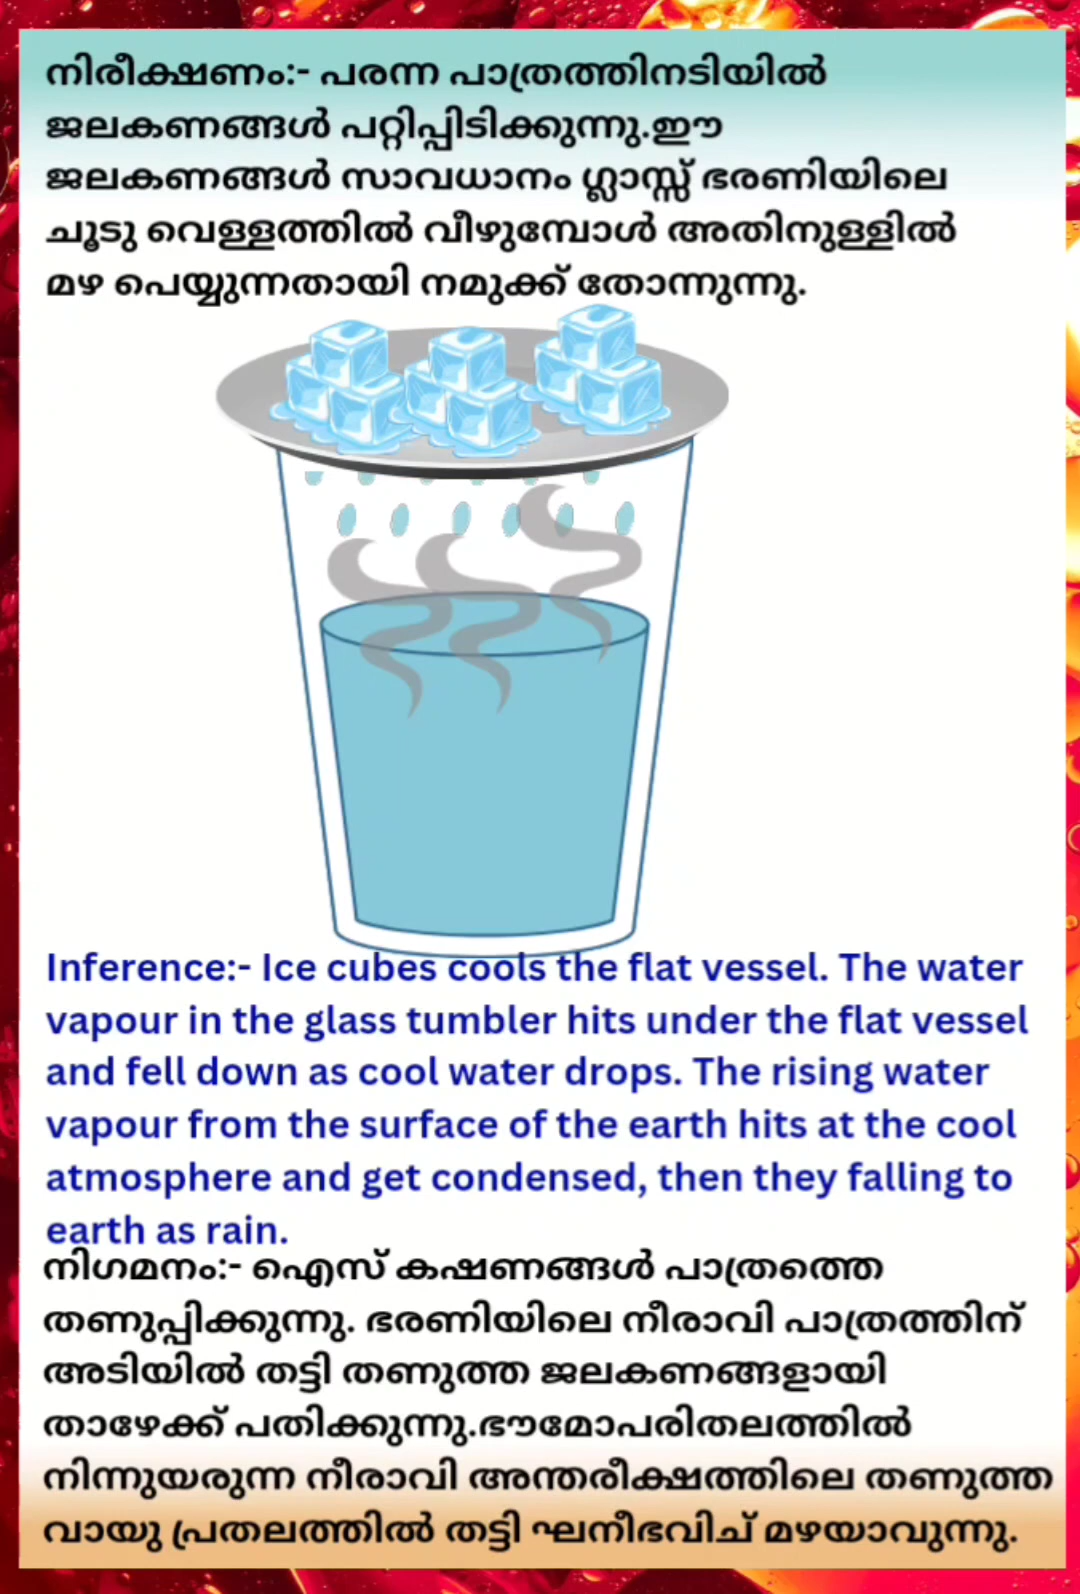 നിരീക്ഷണം:- പരന്ന പാത്രത്തിനടിയിൽ
ജലകണങ്ങൾ പറ്റിപ്പിടിക്കുന്നു.ഈ
ജലകണങ്ങൾ സാവധാനം ഗ്ലാസ്സ് ഭരണിയിലെ
ചൂടു വെള്ളത്തിൽ വീഴുമ്പോൾ അതിനുള്ളിൽ
മഴ പെയ്യുന്നതായി നമുക്ക് തോന്നുന്നു.
Inference:- Ice cubes cools the flat vessel. The water
vapour in the glass tumbler hits under the flat vessel
and fell down as cool water drops. The rising water
vapour from the surface of the earth hits at the cool
atmosphere and get condensed, then they falling to
earth as rain.
നിഗമനം:- ഐസ് കഷണങ്ങൾ പാത്രത്തെ
തണുപ്പിക്കുന്നു. ഭരണിയിലെ നീരാവി പാത്രത്തിന്
അടിയിൽ തട്ടി തണുത്ത ജലകണങ്ങളായി
താഴേക്ക് പതിക്കുന്നു.ഭൗമോപരിതലത്തിൽ
നിന്നുയരുന്ന നീരാവി അന്തരീക്ഷത്തിലെ തണുത്ത
വായു പ്രതലത്തിൽ തട്ടി ഘനീഭവിച് മഴയാവുന്നു.